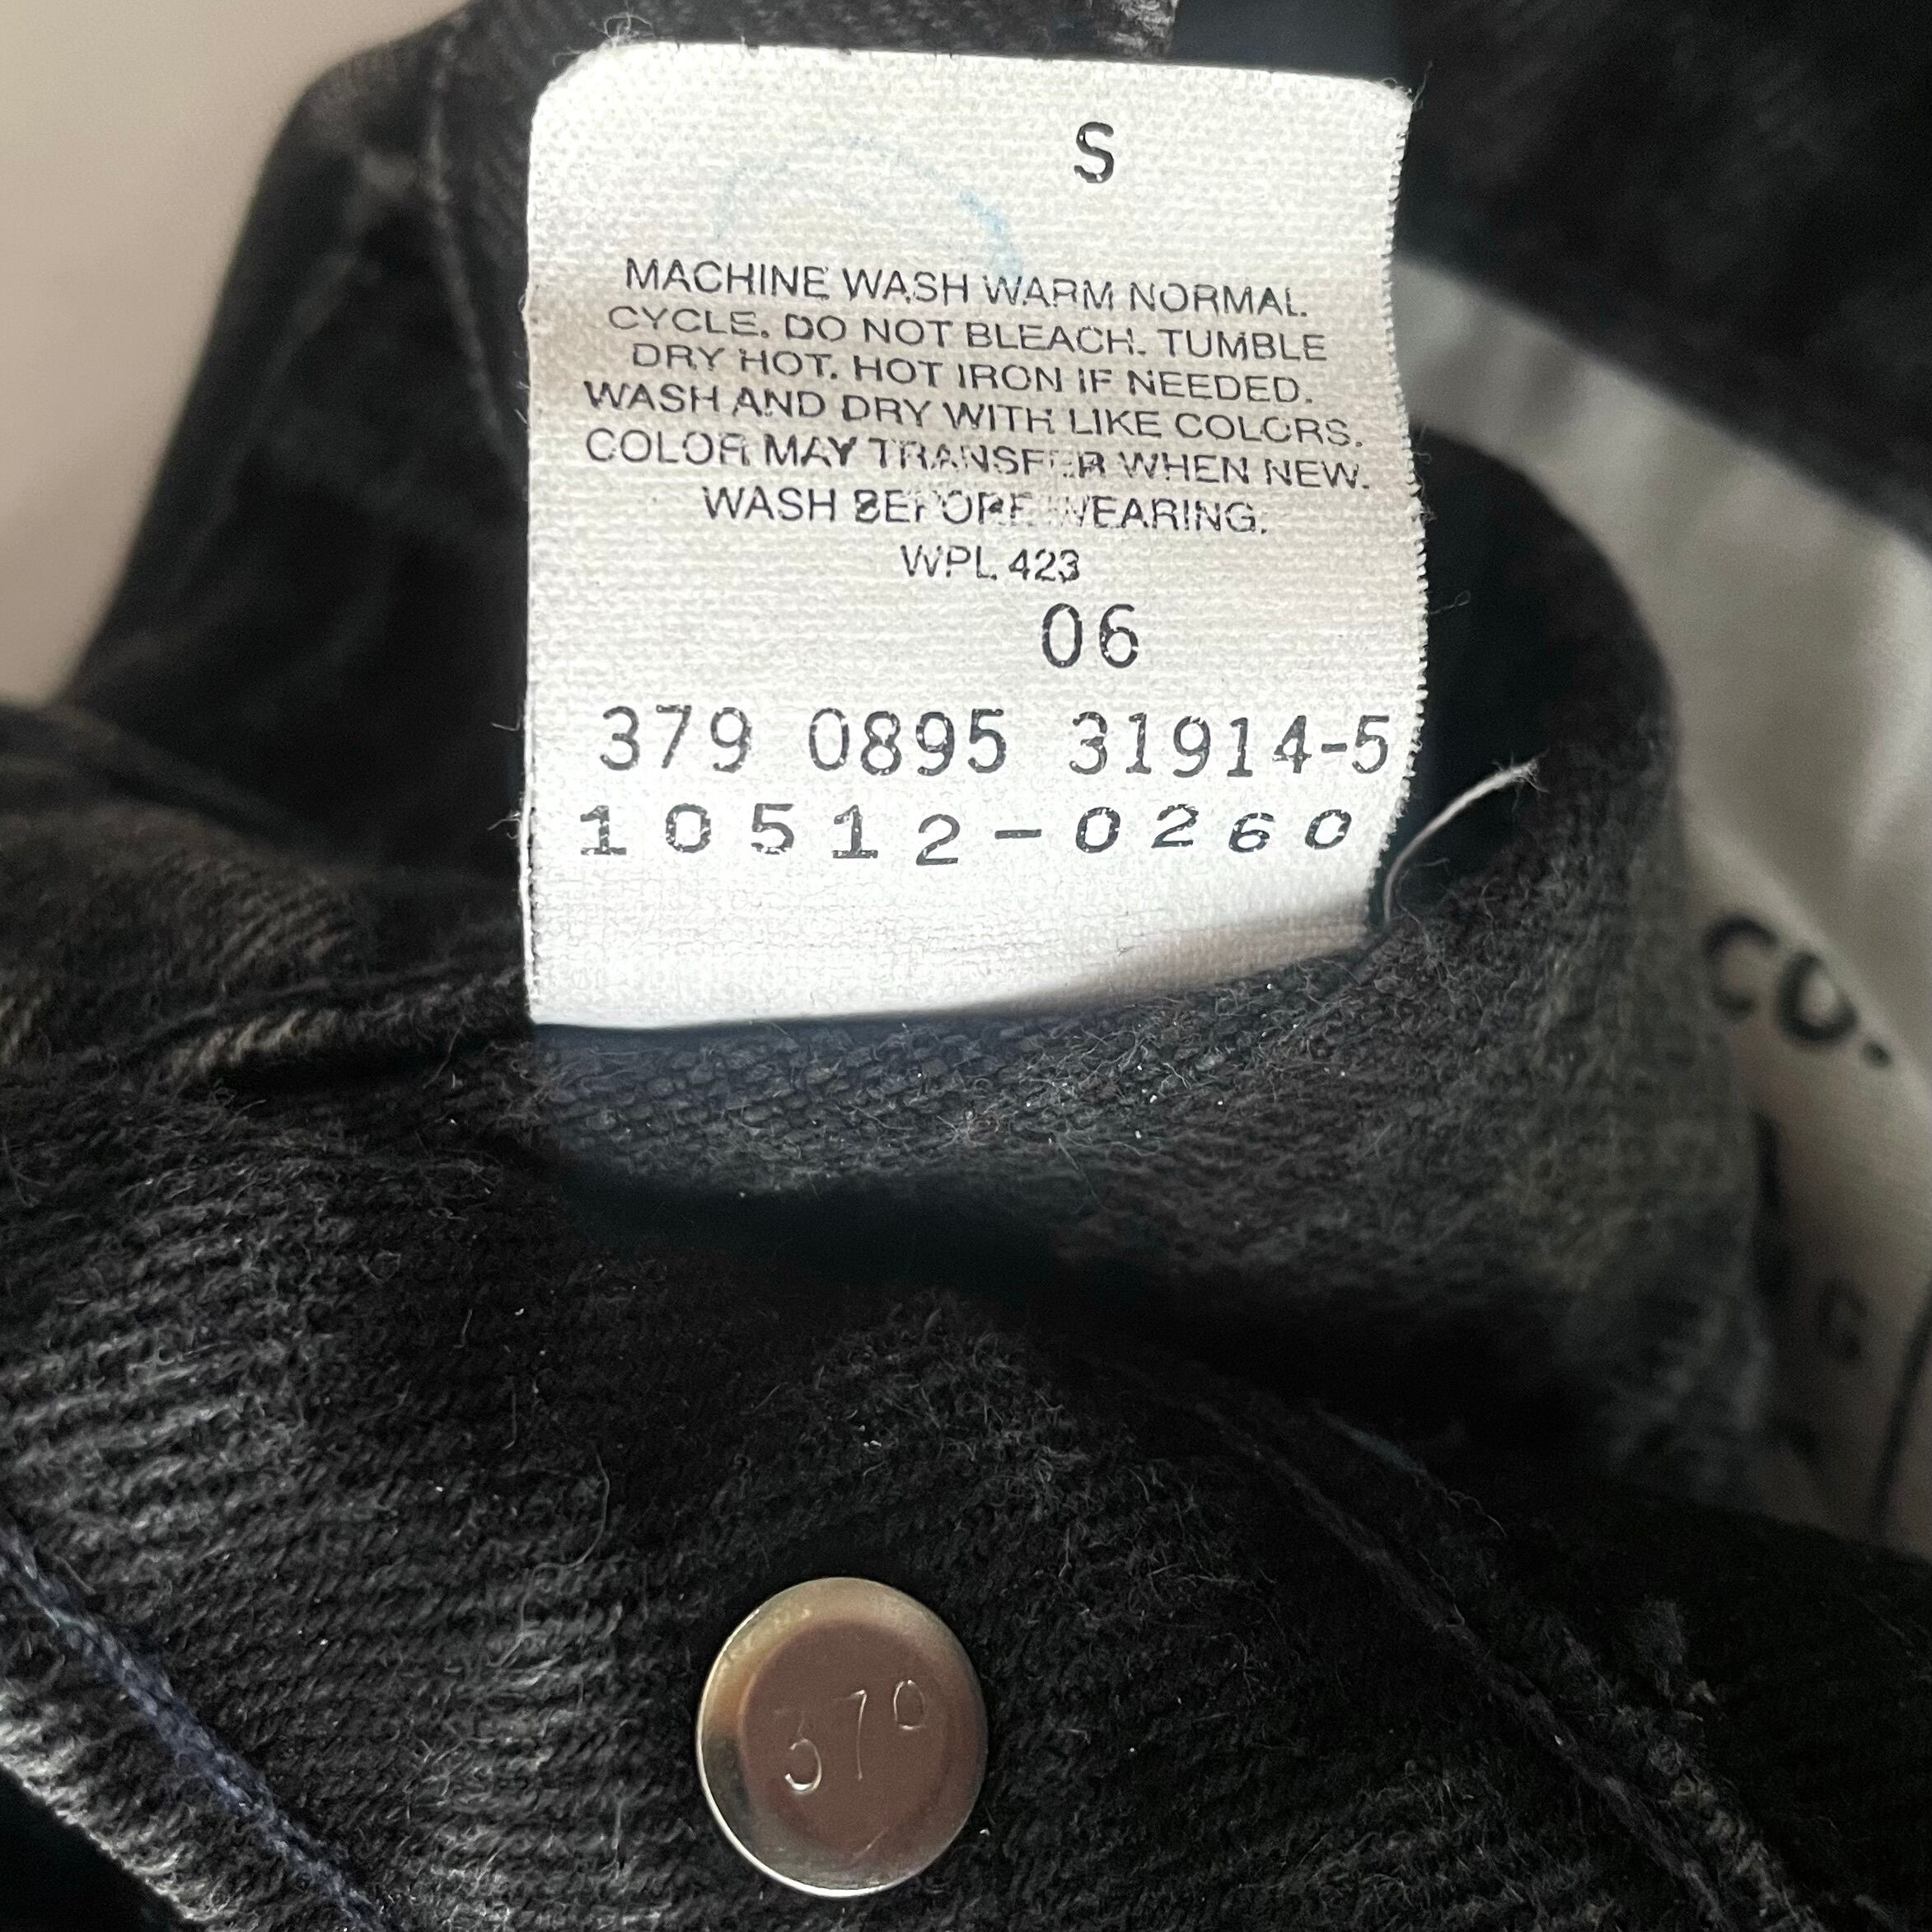 S
MACHINE WASH WARM NORMAL
CYCLE. DO NOT BLEACH. TUMBLE
DRY HOT. HOT IRON IF NEEDED.
WASH AND DRY WITH LIKE COLORS.
COLOR MAY TRANSFER WHEN NEW.
WASH BEFORE WEARING.
WPL 423
06
379 0895 31914-5
10512-0260
CO.
37°